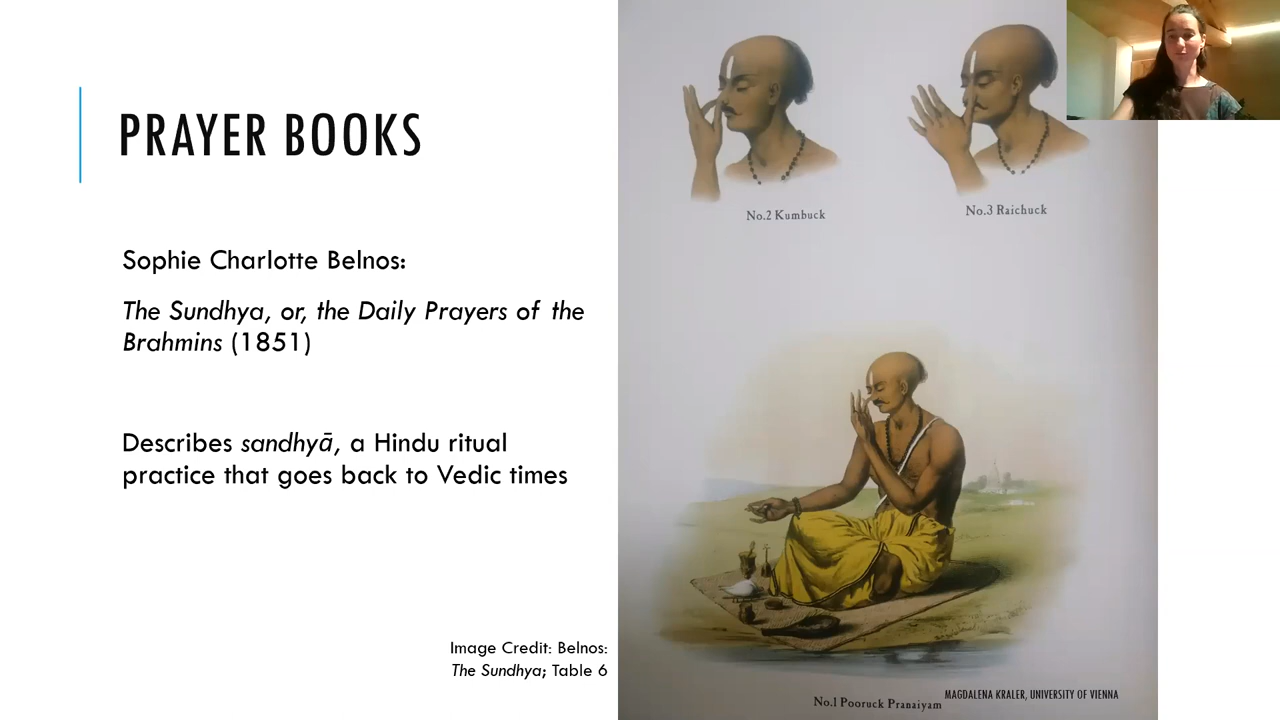 PRAYER BOOKS
Sophie Charlotte Belnos:
The Sundhya, or, the Daily Prayers of the
Brahmins (1851)
Describes sandhyā, a Hindu ritual
practice that goes back to Vedic times
Image Credit: Belnos:
The Sundhya; Table 6
No.2 Kumbuck
No.3 Raichuck
No.1 Pooruck Pranaiyam
MAGDALENA KRALER, UNIVERSITY OF VIENNA